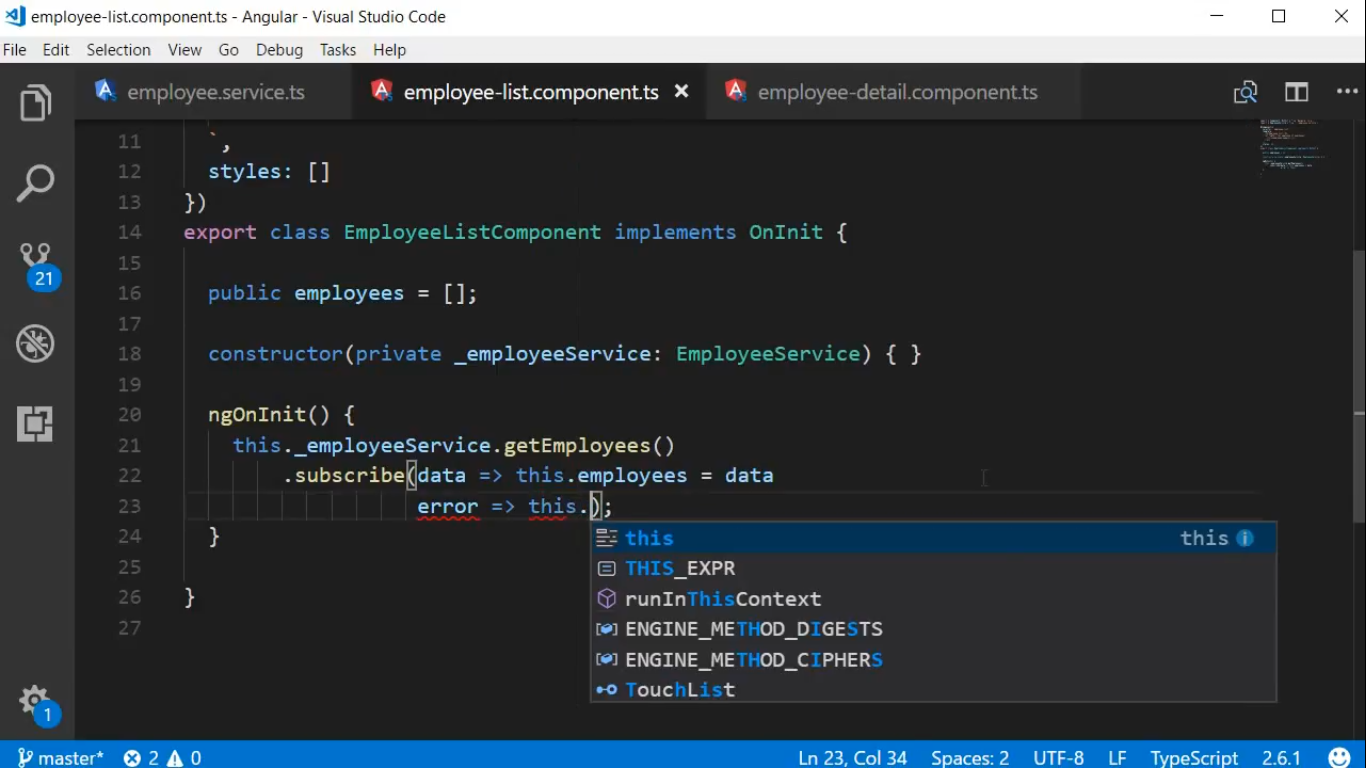 employee-list.component.ts - Angular - Visual Studio Code
File Edit Selection View Go Debug Tasks Help
employee.service.ts employee-list.component.ts employee-detail.component.ts
11 `,
12 styles: []
13 })
14 export class EmployeeListComponent implements OnInit {
15
16 public employees = [];
17
18 constructor(private _employeeService: EmployeeService) { }
19
20 ngOnInit() {
21 this._employeeService.getEmployees()
22 .subscribe(data => this.employees = data
23 error => this.);
24 }
25
26 }
27
this this
THIS_EXPR
runInThisContext
ENGINE_METHOD_DIGESTS
ENGINE_METHOD_CIPHERS
TouchList
21
1
master* 2 0 Ln 23, Col 34 Spaces: 2 UTF-8 LF TypeScript 2.6.1